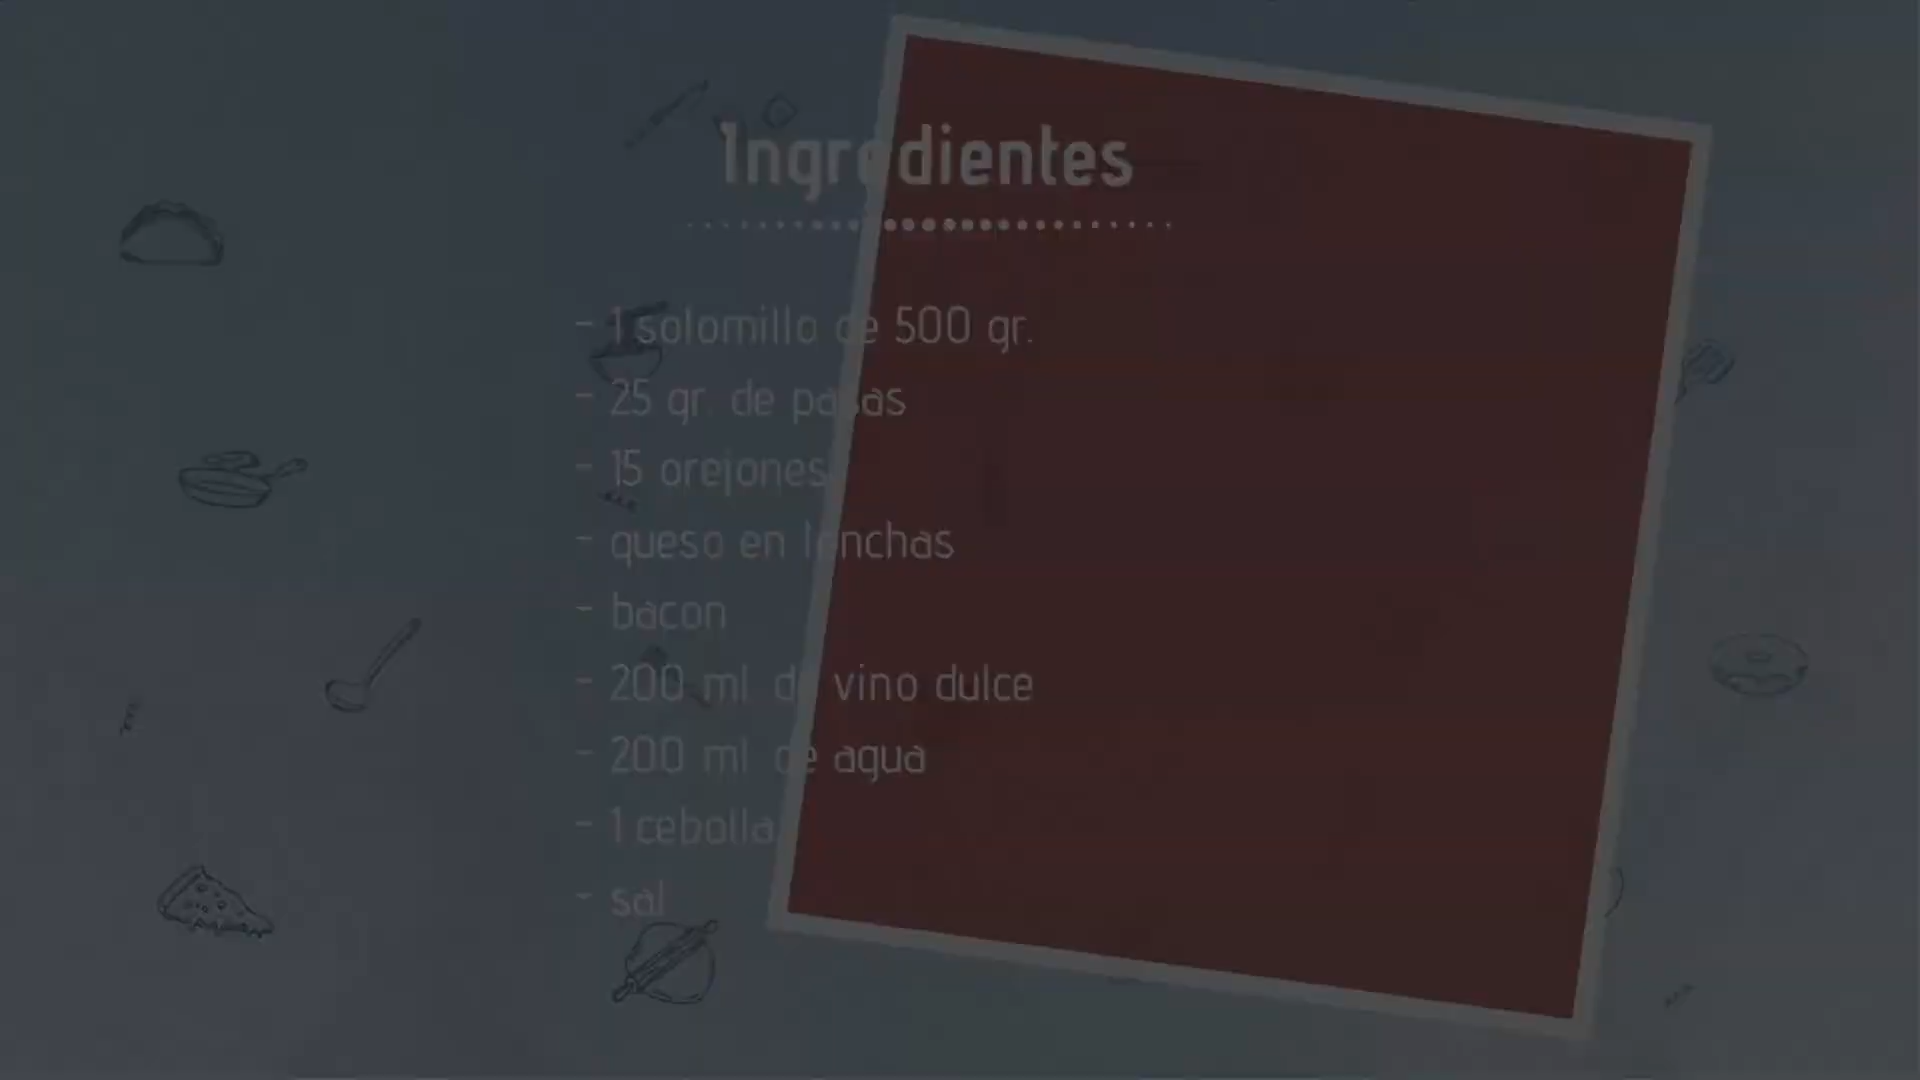 Ingredientes
- 1 solomillo de 500 gr.
- 25 gr. de pasas
- 15 orejones
- queso en lonchas
- bacon
- 200 ml de vino dulce
- 200 ml de agua
- 1 cebolla
- sal